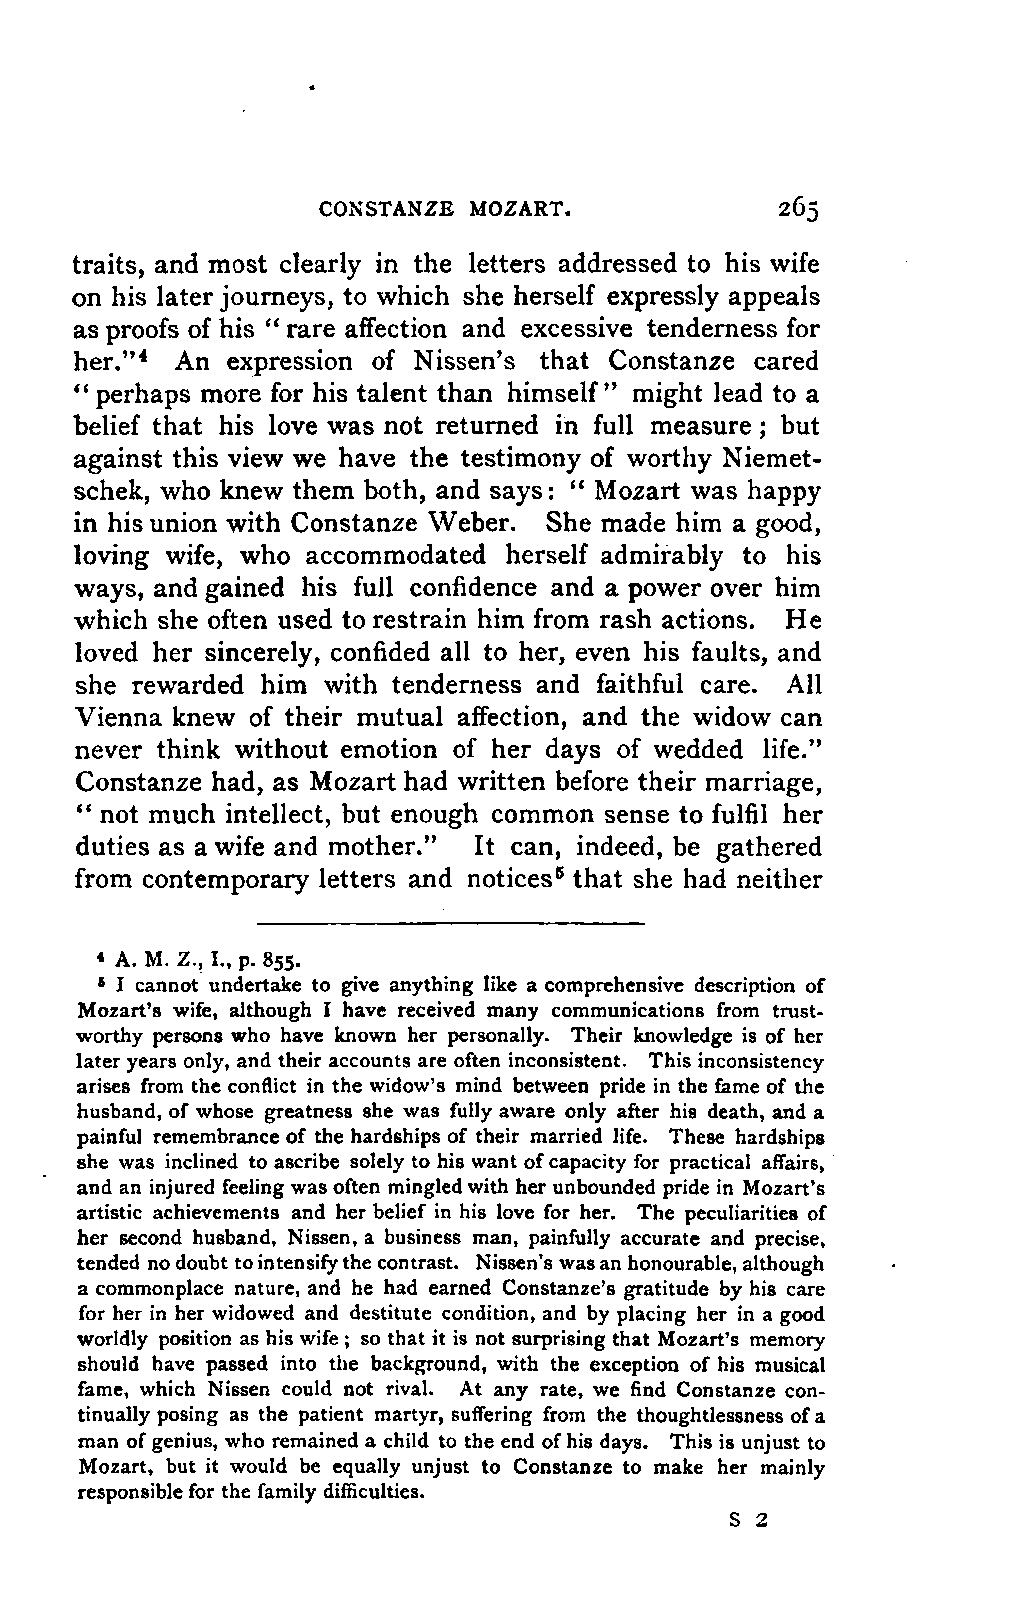 CONSTANZE MOZART. 265
traits, and most clearly in the letters addressed to his wife
on his later journeys, to which she herself expressly appeals
as proofs of his “ rare affection and excessive tenderness for
her.”⁴ An expression of Nissen’s that Constanze cared
“ perhaps more for his talent than himself ” might lead to a
belief that his love was not returned in full measure ; but
against this view we have the testimony of worthy Niemet-
schek, who knew them both, and says: “ Mozart was happy
in his union with Constanze Weber. She made him a good,
loving wife, who accommodated herself admirably to his
ways, and gained his full confidence and a power over him
which she often used to restrain him from rash actions. He
loved her sincerely, confided all to her, even his faults, and
she rewarded him with tenderness and faithful care. All
Vienna knew of their mutual affection, and the widow can
never think without emotion of her days of wedded life.”
Constanze had, as Mozart had written before their marriage,
“ not much intellect, but enough common sense to fulfil her
duties as a wife and mother.” It can, indeed, be gathered
from contemporary letters and notices⁵ that she had neither
⁴ A. M. Z., I., p. 855.
⁵ I cannot undertake to give anything like a comprehensive description of
Mozart’s wife, although I have received many communications from trust-
worthy persons who have known her personally. Their knowledge is of her
later years only, and their accounts are often inconsistent. This inconsistency
arises from the conflict in the widow’s mind between pride in the fame of the
husband, of whose greatness she was fully aware only after his death, and a
painful remembrance of the hardships of their married life. These hardships
she was inclined to ascribe solely to his want of capacity for practical affairs,
and an injured feeling was often mingled with her unbounded pride in Mozart’s
artistic achievements and her belief in his love for her. The peculiarities of
her second husband, Nissen, a business man, painfully accurate and precise,
tended no doubt to intensify the contrast. Nissen’s was an honourable, although
a commonplace nature, and he had earned Constanze’s gratitude by his care
for her in her widowed and destitute condition, and by placing her in a good
worldly position as his wife ; so that it is not surprising that Mozart’s memory
should have passed into the background, with the exception of his musical
fame, which Nissen could not rival. At any rate, we find Constanze con-
tinually posing as the patient martyr, suffering from the thoughtlessness of a
man of genius, who remained a child to the end of his days. This is unjust to
Mozart, but it would be equally unjust to Constanze to make her mainly
responsible for the family difficulties.
S 2